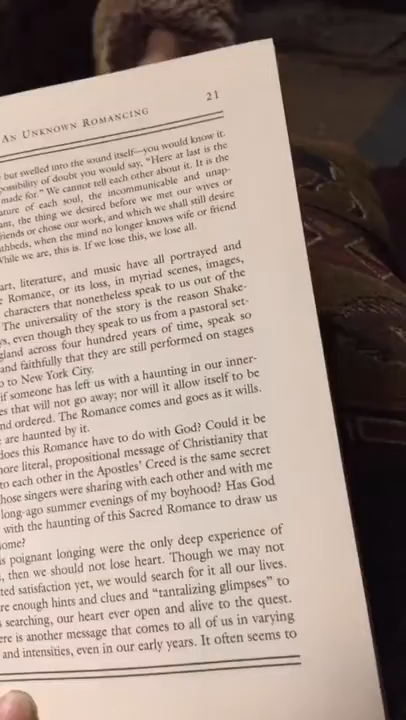 AN UNKNOWN ROMANCING 21
but swelled into the sound itself—you would know it.
possibility of doubt you would say, "Here at last is the
made for." We cannot tell each other about it. It is the
ature of each soul, the incommunicable and unap-
ant, the thing we desired before we met our wives or
riends or chose our work, and which we shall still desire
athbeds, when the mind no longer knows wife or friend
While we are, this is. If we lose this, we lose all.
art, literature, and music have all portrayed and
Romance, or its loss, in myriad scenes, images,
characters that nonetheless speak to us out of the
The universality of the story is the reason Shake-
ys, even though they speak to us from a pastoral set-
gland across four hundred years of time, speak so
and faithfully that they are still performed on stages
o to New York City.
if someone has left us with a haunting in our inner-
es that will not go away; nor will it allow itself to be
nd ordered. The Romance comes and goes as it wills.
are haunted by it.
does this Romance have to do with God? Could it be
more literal, propositional message of Christianity that
to each other in the Apostles' Creed is the same secret
hose singers were sharing with each other and with me
long-ago summer evenings of my boyhood? Has God
with the haunting of this Sacred Romance to draw us
ome?
is poignant longing were the only deep experience of
, then we should not lose heart. Though we may not
ted satisfaction yet, we would search for it all our lives.
re enough hints and clues and "tantalizing glimpses" to
searching, our heart ever open and alive to the quest.
ere is another message that comes to all of us in varying
and intensities, even in our early years. It often seems to